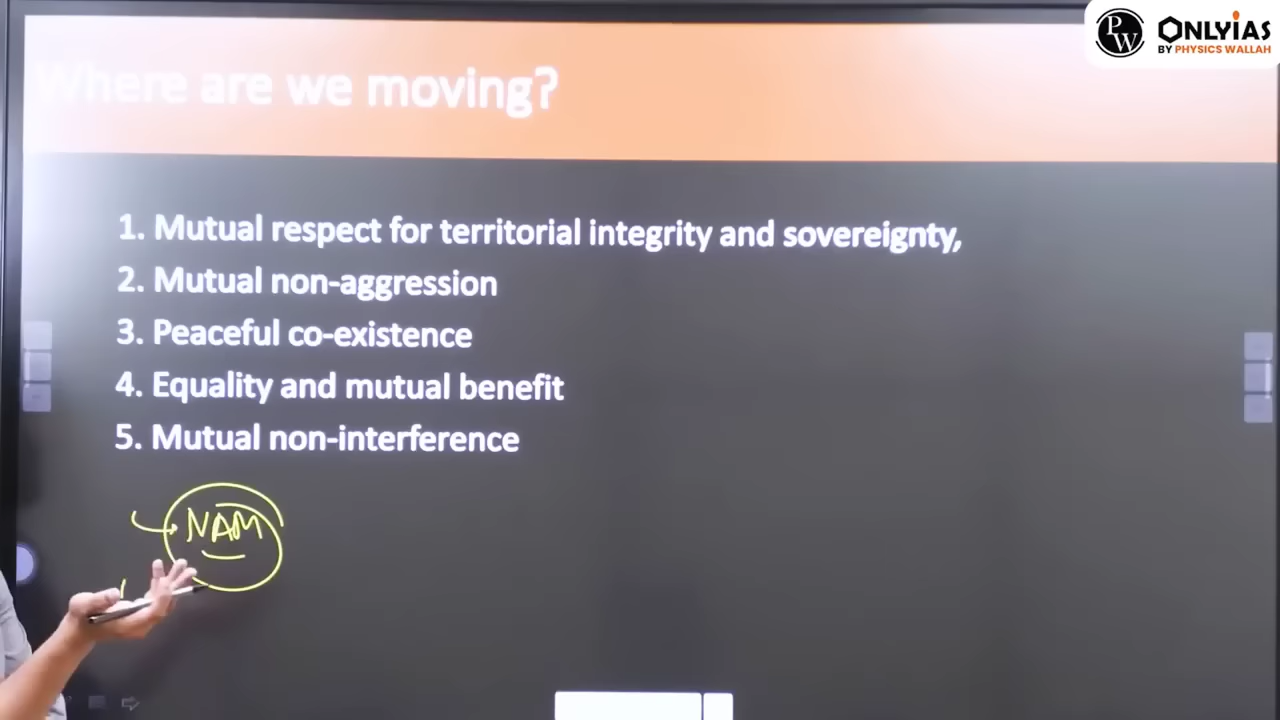 PW ONLYIAS
BY PHYSICS WALLAH
Where are we moving?
1. Mutual respect for territorial integrity and sovereignty,
2. Mutual non-aggression
3. Peaceful co-existence
4. Equality and mutual benefit
5. Mutual non-interference
NAM